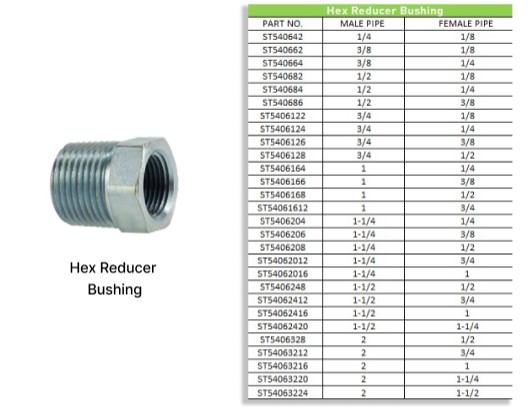 Hex Reducer
Bushing
Hex Reducer Bushing
PART NO. MALE PIPE FEMALE PIPE
ST540642 1/4 1/8
ST540662 3/8 1/8
ST540664 3/8 1/4
ST540682 1/2 1/8
ST540684 1/2 1/4
ST540686 1/2 3/8
ST5406122 3/4 1/8
ST5406124 3/4 1/4
ST5406126 3/4 3/8
ST5406128 3/4 1/2
ST5406164 1 1/4
ST5406166 1 3/8
ST5406168 1 1/2
ST54061612 1 3/4
ST5406204 1-1/4 1/4
ST5406206 1-1/4 3/8
ST5406208 1-1/4 1/2
ST54062012 1-1/4 3/4
ST54062016 1-1/4 1
ST5406248 1-1/2 1/2
ST54062412 1-1/2 3/4
ST54062416 1-1/2 1
ST54062420 1-1/2 1-1/4
ST5406328 2 1/2
ST54063212 2 3/4
ST54063216 2 1
ST54063220 2 1-1/4
ST54063224 2 1-1/2